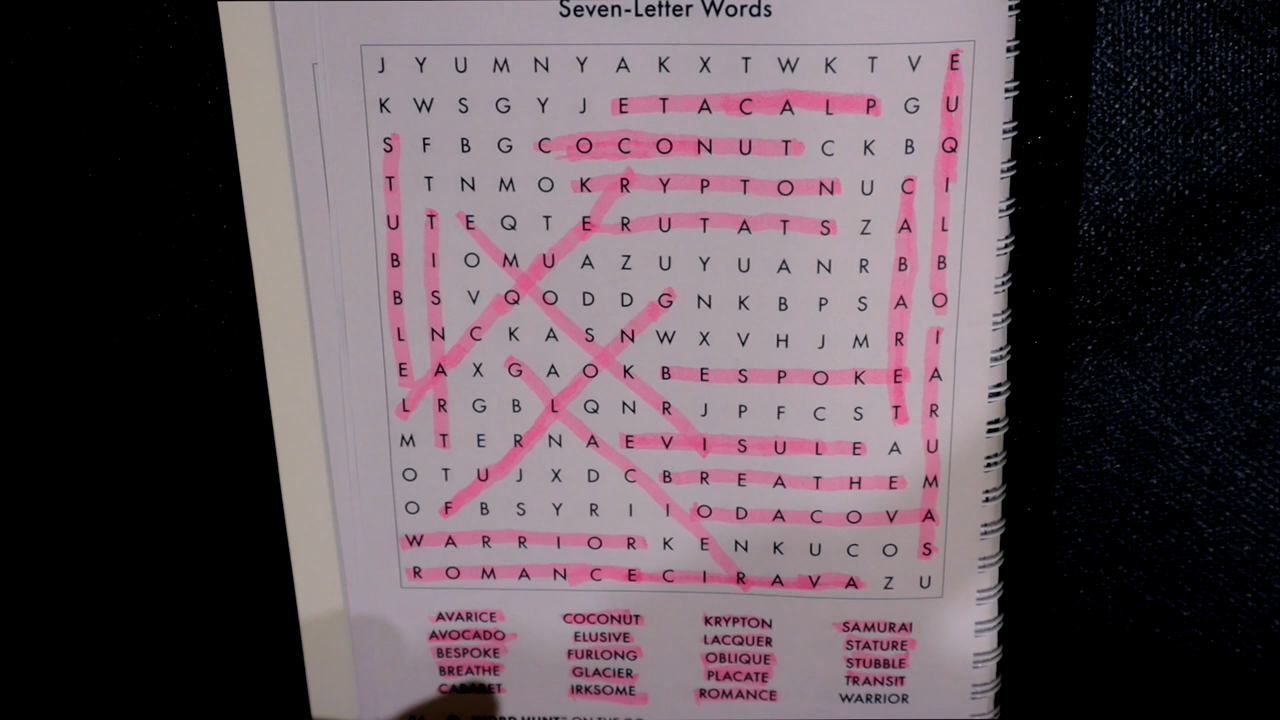 Seven-Letter Words
J Y U M N Y A K X T W K T V E
K W S G Y J E T A C A L P G U
S F B G C O C O N U T C K B Q
T T N M O K R Y P T O N U C I
U T E Q T E R U T A T S Z A L
B I O M U A Z U Y U A N R B B
B S V Q O D D G N K B P S A O
L N C K A S N W X V H J M R I
E A X G A O K B E S P O K E A
L R G B L Q N R J P F C S T R
M T E R N A E V I S U L E A U
O T U J X D C B R E A T H E M
O F B S Y R I I O D A C O V A
W A R R I O R K E N K U C O S
R O M A N C E C I R A V A Z U
AVARICE COCONUT KRYPTON SAMURAI
AVOCADO ELUSIVE LACQUER STATURE
BESPOKE FURLONG OBLIQUE STUBBLE
BREATHE GLACIER PLACATE TRANSIT
CABARET IRKSOME ROMANCE WARRIOR